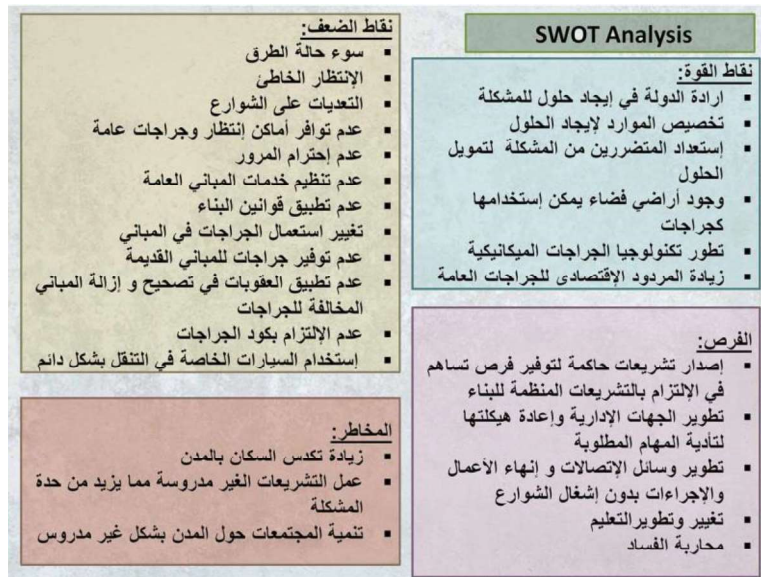 SWOT Analysis
نقاط القوة:
▪ ارادة الدولة في إيجاد حلول للمشكلة
▪ تخصيص الموارد لإيجاد الحلول
▪ إستعداد المتضررين من المشكلة لتمويل
الحلول
▪ وجود أراضي فضاء يمكن إستخدامها
كجراجات
▪ تطور تكنولوجيا الجراجات الميكانيكية
▪ زيادة المردود الإقتصادى للجراجات العامة
نقاط الضعف:
▪ سوء حالة الطرق
▪ الإنتظار الخاطئ
▪ التعديات على الشوارع
▪ عدم توافر أماكن إنتظار وجراجات عامة
▪ عدم إحترام المرور
▪ عدم تنظيم خدمات المباني العامة
▪ عدم تطبيق قوانين البناء
▪ تغيير استعمال الجراجات في المباني
▪ عدم توفير جراجات للمباني القديمة
▪ عدم تطبيق العقوبات في تصحيح و إزالة المباني
المخالفة للجراجات
▪ عدم الإلتزام بكود الجراجات
▪ إستخدام السيارات الخاصة في التنقل بشكل دائم
الفرص:
▪ إصدار تشريعات حاكمة لتوفير فرص تساهم
في الإلتزام بالتشريعات المنظمة للبناء
▪ تطوير الجهات الإدارية وإعادة هيكلتها
لتأدية المهام المطلوبة
▪ تطوير وسائل الإتصالات و إنهاء الأعمال
والإجراءات بدون إشغال الشوارع
▪ تغيير وتطويرالتعليم
▪ محاربة الفساد
المخاطر:
▪ زيادة تكدس السكان بالمدن
▪ عمل التشريعات الغير مدروسة مما يزيد من حدة
المشكلة
▪ تنمية المجتمعات حول المدن بشكل غير مدروس